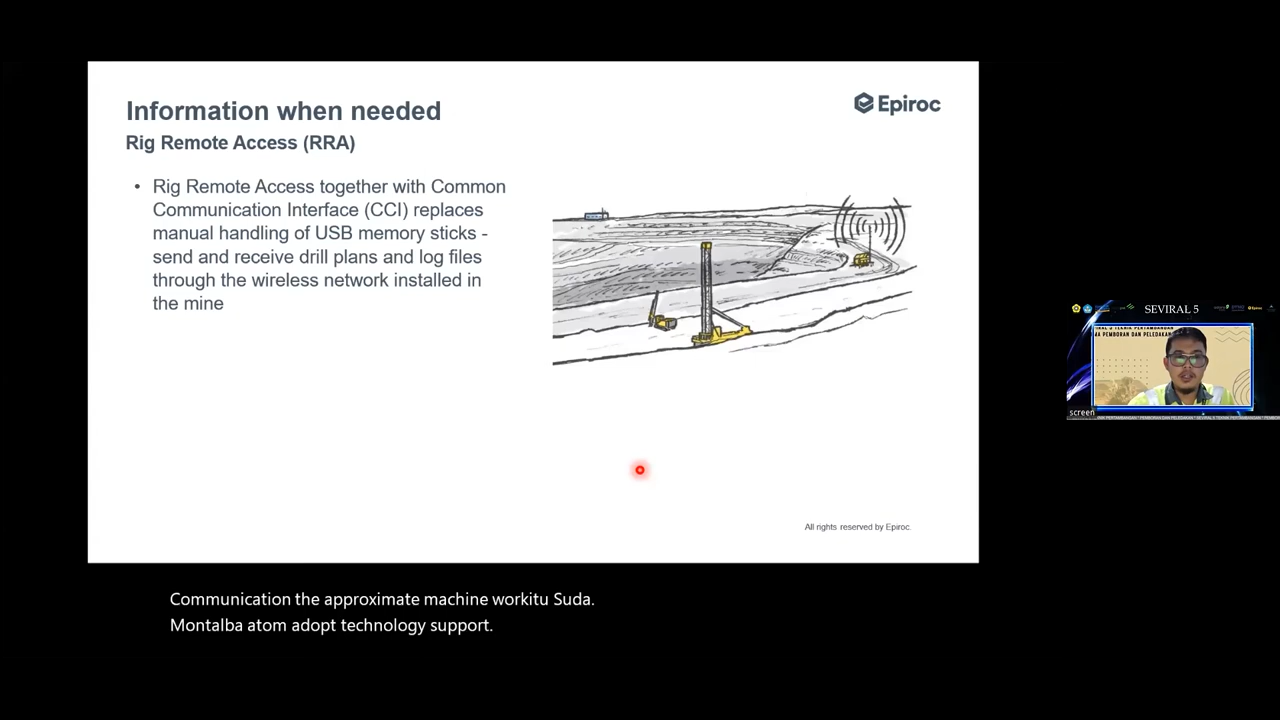 Information when needed
Epiroc
Rig Remote Access (RRA)
• Rig Remote Access together with Common
Communication Interface (CCI) replaces
manual handling of USB memory sticks -
send and receive drill plans and log files
through the wireless network installed in
the mine
All rights reserved by Epiroc.
SEVIRAL 5
screen
Communication the approximate machine workitu Suda.
Montalba atom adopt technology support.